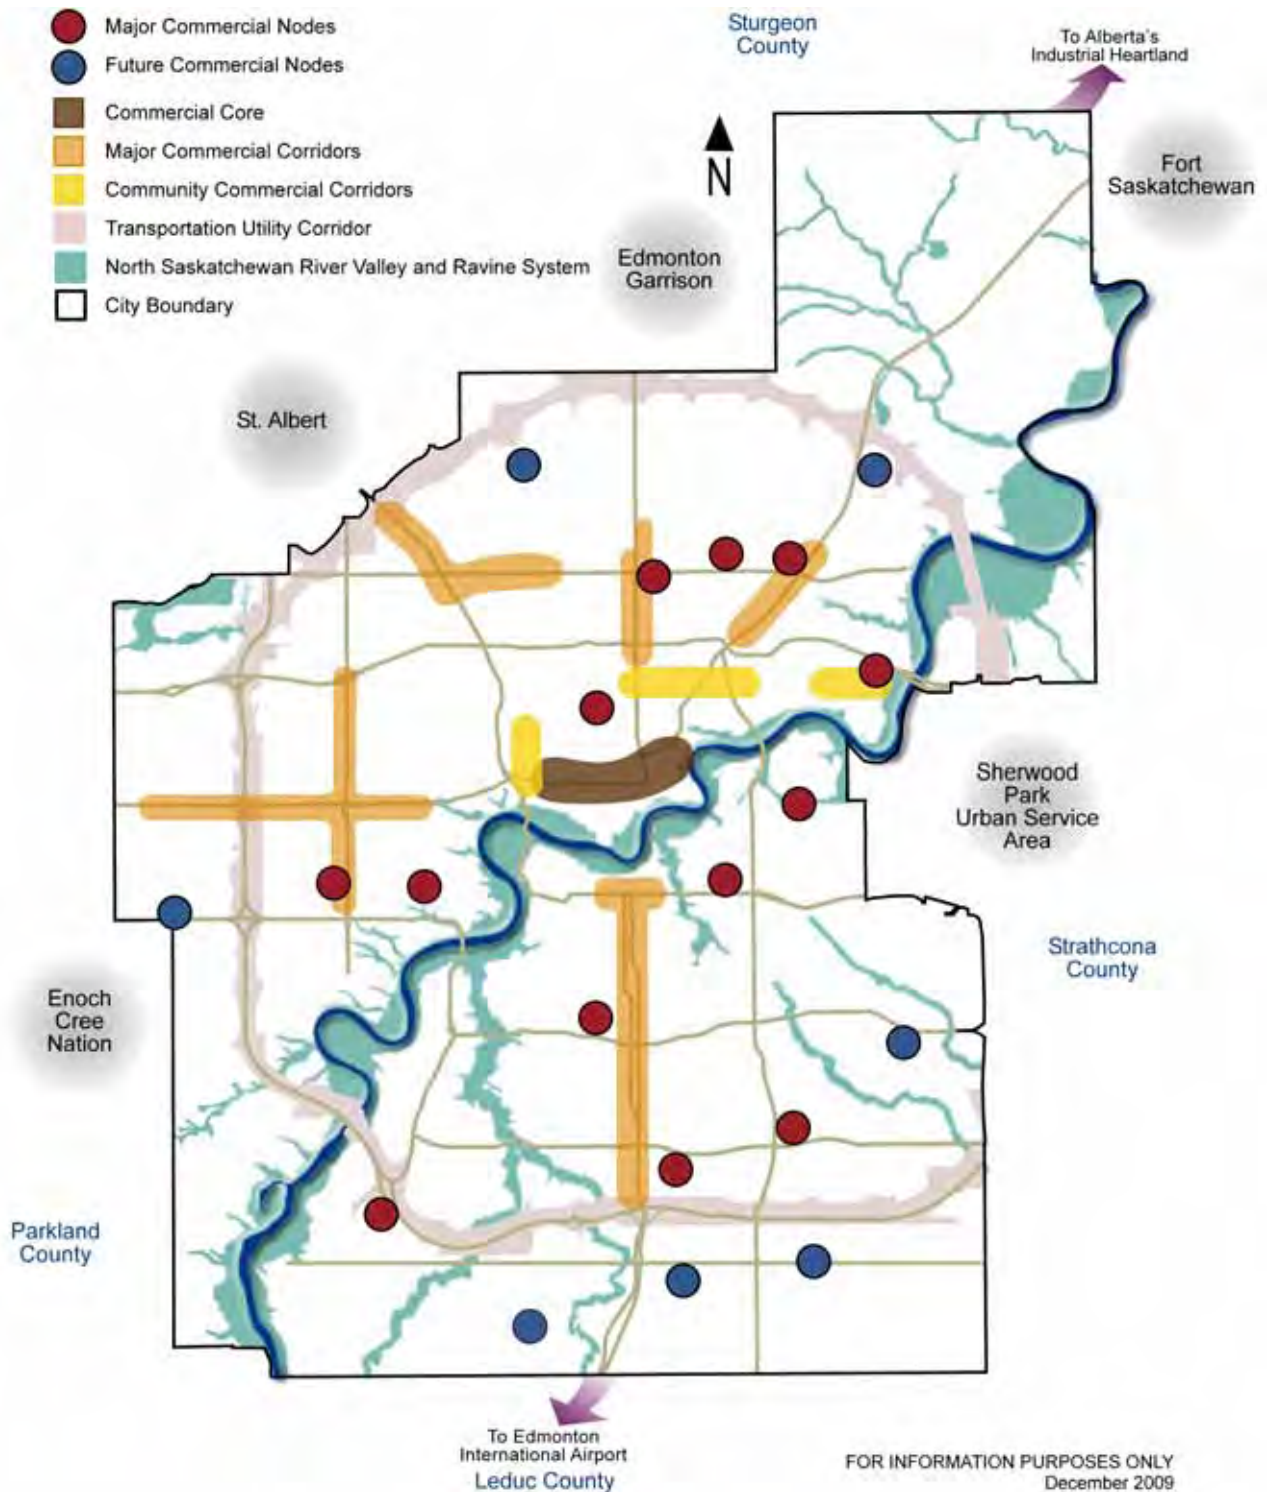 Major Commercial Nodes
Future Commercial Nodes
Commercial Core
Major Commercial Corridors
Community Commercial Corridors
Transportation Utility Corridor
North Saskatchewan River Valley and Ravine System
City Boundary
Sturgeon
County
To Alberta's
Industrial Heartland
N
Fort
Saskatchewan
Edmonton
Garrison
St. Albert
Sherwood
Park
Urban Service
Area
Strathcona
County
Enoch
Cree
Nation
Parkland
County
To Edmonton
International Airport
Leduc County
FOR INFORMATION PURPOSES ONLY
December 2009